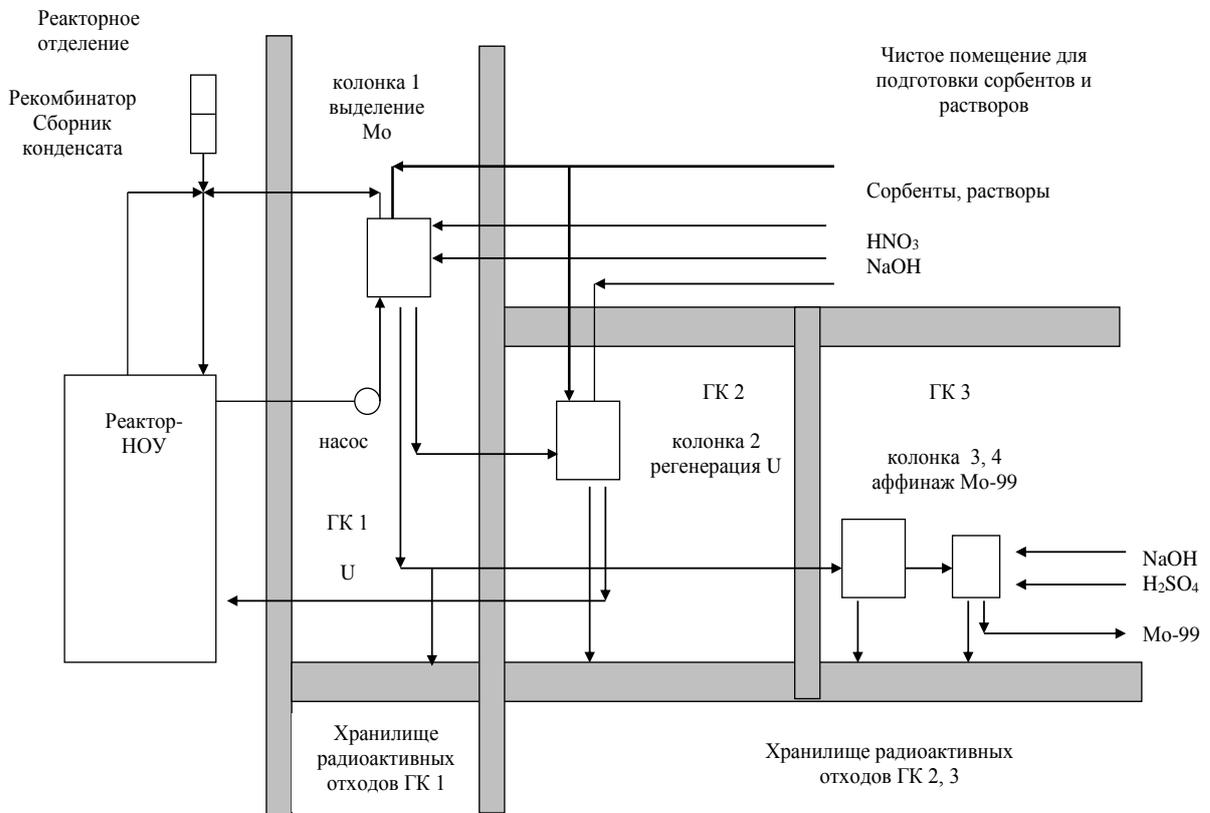 Реакторное
отделение
Рекомбинатор
Сборник
конденсата
колонка 1
выделение
Mo
Чистое помещение для
подготовки сорбентов и
растворов
Сорбенты, растворы
HNO₃
NaOH
Реактор-
НОУ
насос
ГК 1
U
ГК 2
колонка 2
регенерация U
ГК 3
колонка 3, 4
аффинаж Мо-99
NaOH
H₂SO₄
Mo-99
Хранилище
радиоактивных
отходов ГК 1
Хранилище радиоактивных
отходов ГК 2, 3